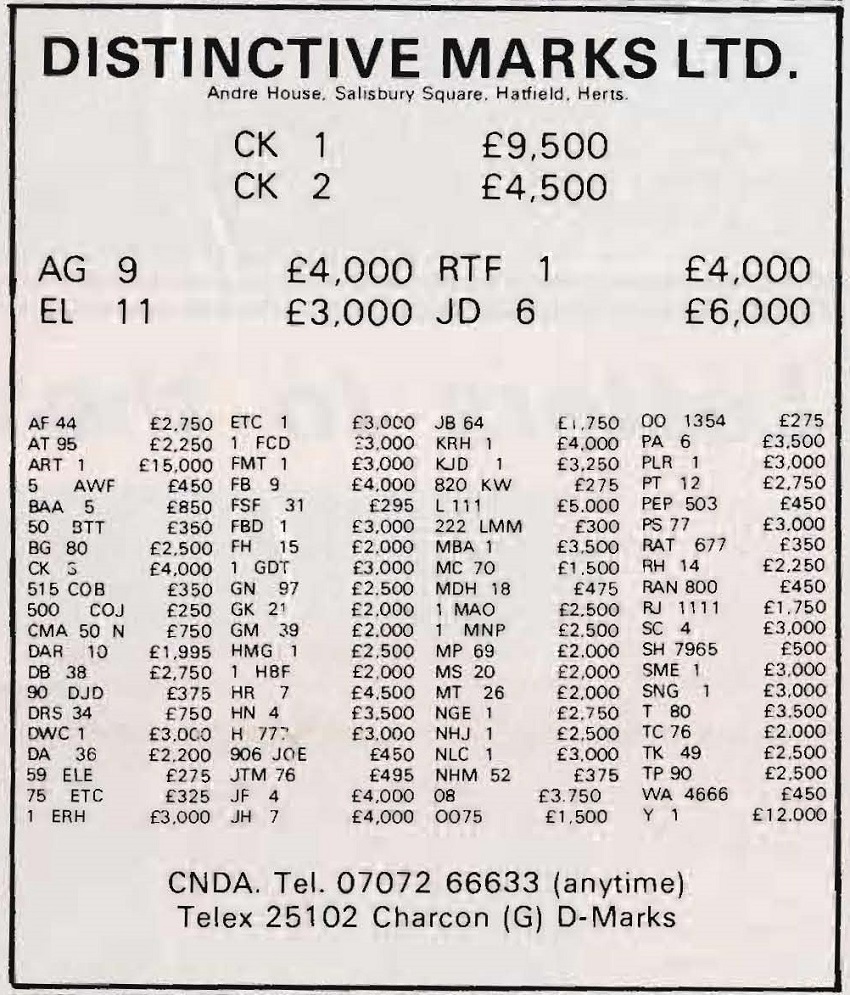 DISTINCTIVE MARKS LTD.
Andre House, Salisbury Square, Hatfield, Herts.
CK 1 £9,500
CK 2 £4,500
AG 9 £4,000 RTF 1 £4,000
EL 11 £3,000 JD 6 £6,000
AF 44 £2,750 ETC 1 £3,000 JB 64 £1,750 OO 1354 £275
AT 95 £2,250 1 FCD £3,000 KRH 1 £4,000 PA 6 £3,500
ART 1 £15,000 FMT 1 £3,000 KJD 1 £3,250 PLR 1 £3,000
5 AWF £450 FB 9 £4,000 820 KW £275 PT 12 £2,750
BAA 5 £850 FSF 31 £295 L 111 £5.000 PEP 503 £450
50 BTT £350 FBD 1 £3,000 222 LMM £300 PS 77 £3,000
BG 80 £2,500 FH 15 £2,000 MBA 1 £3,500 RAT 677 £350
CK £4,000 1 GDT £3,000 MC 70 £1,500 RH 14 £2,250
515 COB £350 GN 97 £2,500 MDH 18 £475 RAN 800 £450
500 COJ £250 GK 21 £2,000 1 MAO £2,500 RJ 1111 £1,750
CMA 50 N £750 GM 39 £2,000 1 MNP £2,500 SC 4 £3,000
DAR 10 £1,995 HMG 1 £2,500 MP 69 £2,000 SH 7965 £500
DB 38 £2,750 1 HBF £2,000 MS 20 £2,000 SME 1 £3,000
90 DJD £375 HR 7 £4,500 MT 26 £2,000 SNG 1 £3,000
DRS 34 £750 HN 4 £3,500 NGE 1 £2,750 T 80 £3,500
DWC 1 £3,000 H 777 £3,000 NHJ 1 £2,500 TC 76 £2,000
DA 36 £2,200 906 JOE £450 NLC 1 £3,000 TK 49 £2,500
59 ELE £275 JTM 76 £495 NHM 52 £375 TP 90 £2,500
75 ETC £325 JF 4 £4,000 O8 £3.750 WA 4666 £450
1 ERH £3,000 JH 7 £4,000 OO75 £1,500 Y 1 £12.000
CNDA. Tel. 07072 66633 (anytime)
Telex 25102 Charcon (G) D-Marks